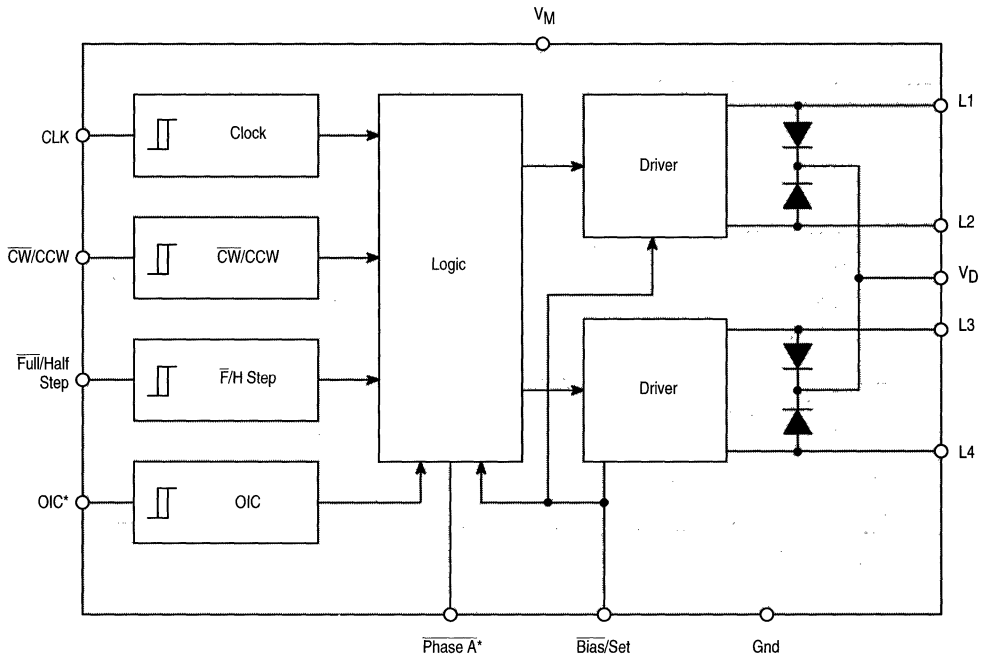 VM
CLK
Clock
Driver
L1
L2
CW/CCW
CW/CCW
Logic
VD
L3
Full/Half
Step
F/H Step
Driver
L4
OIC*
OIC
Phase A*
Bias/Set
Gnd